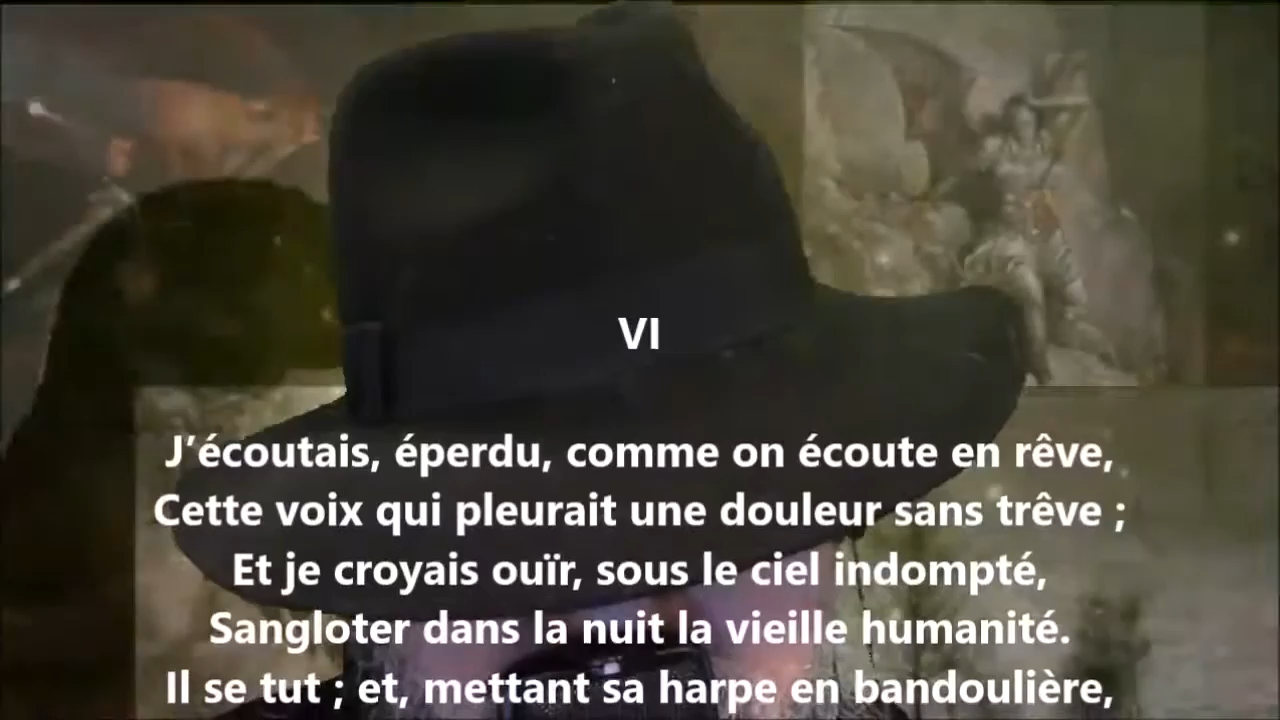 VI
J’écoutais, éperdu, comme on écoute en rêve,
Cette voix qui pleurait une douleur sans trêve ;
Et je croyais ouïr, sous le ciel indompté,
Sangloter dans la nuit la vieille humanité.
Il se tut ; et, mettant sa harpe en bandoulière,